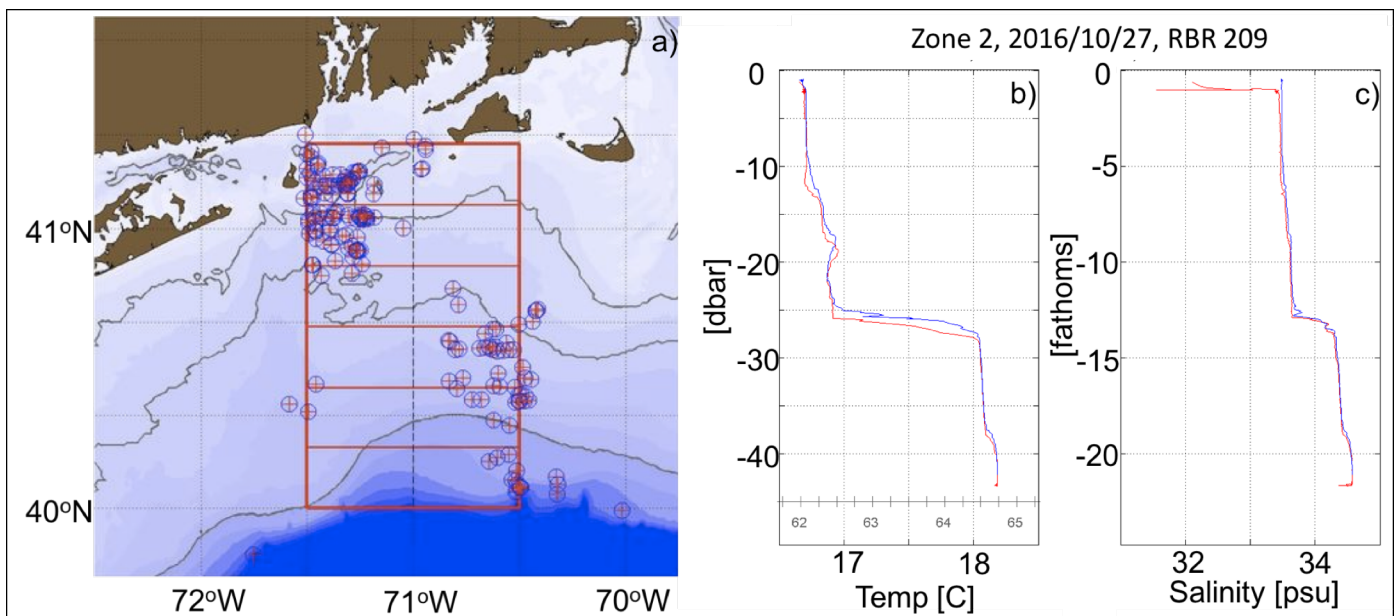 a)
41°N
40°N
72°W 71°W 70°W
Zone 2, 2016/10/27, RBR 209
b)
0
-10
-20
-30
-40
[dbar]
62 63 64 65
17 18
Temp [C]
c)
0
-5
-10
-15
-20
[fathoms]
32 34
Salinity [psu]